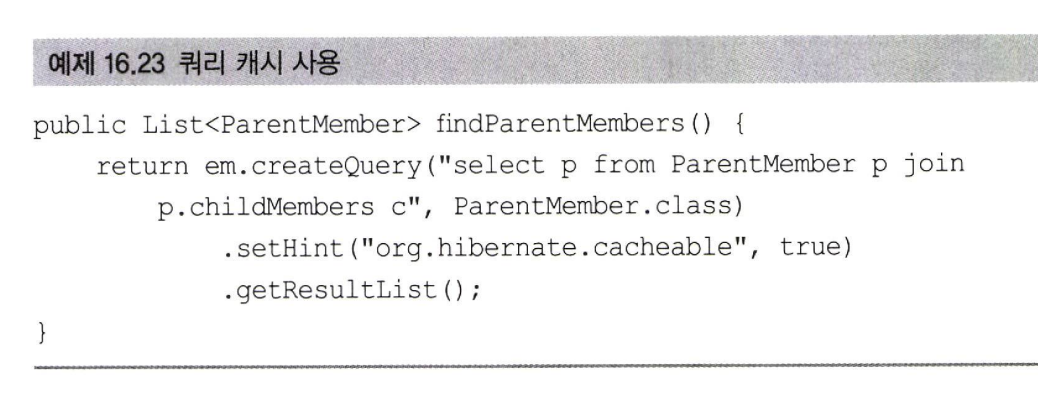 예제 16.23 쿼리 캐시 사용
public List<ParentMember> findParentMembers() {
    return em.createQuery("select p from ParentMember p join
        p.childMembers c", ParentMember.class)
            .setHint("org.hibernate.cacheable", true)
            .getResultList();
}